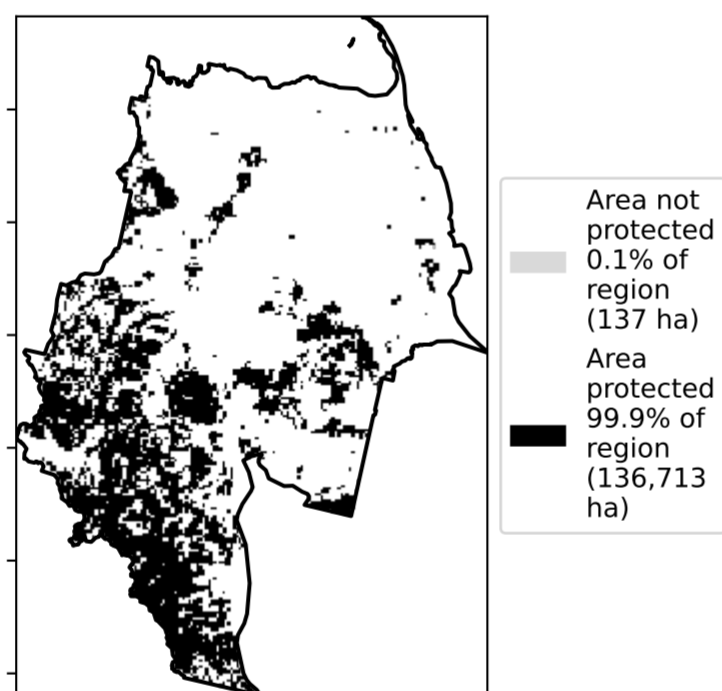 Area not
protected
0.1% of
region
(137 ha)
Area
protected
99.9% of
region
(136,713
ha)